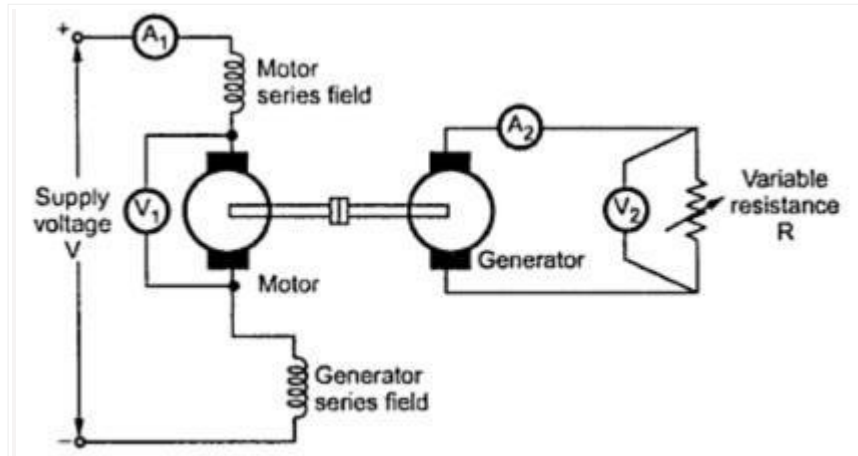 +
A1
Motor
series field
A2
Supply
voltage
V
V1
V2
Variable
resistance
R
Motor
Generator
Generator
series field
−